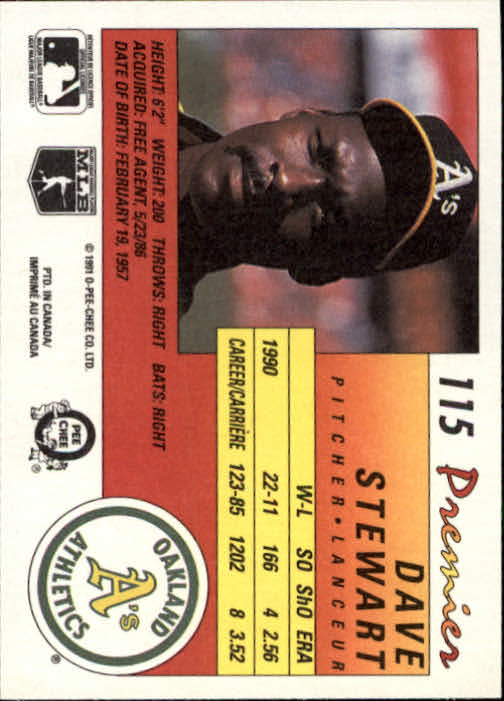 115 Premier
DAVE
STEWART
PITCHER • LANCEUR
W-L SO ShO ERA
1990 22-11 166 4 2.56
CAREER/CARRIÈRE 123-85 1202 8 3.52
A's
HEIGHT: 6'2" WEIGHT: 200 THROWS: RIGHT BATS: RIGHT
ACQUIRED: FREE AGENT, 5/23/86
DATE OF BIRTH: FEBRUARY 19, 1957
OAKLAND
A's
ATHLETICS
®
MLB
© 1991 O-PEE-CHEE CO. LTD.
PTD. IN CANADA/
IMPRIMÉ AU CANADA
O PEE CHEE
®